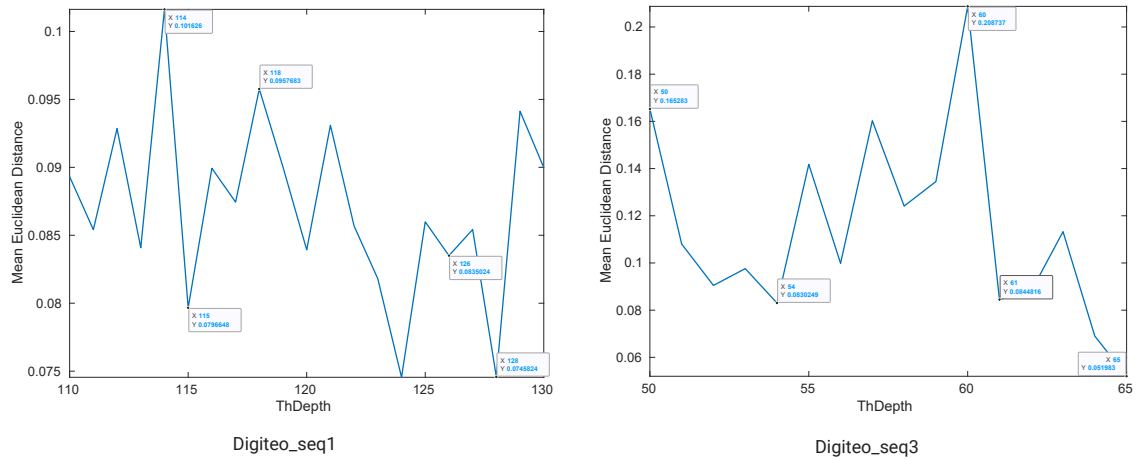 0.1
0.095
0.09
0.085
0.08
0.075
Mean Euclidean Distance
X 114
Y 0.101626
X 118
Y 0.0957683
X 126
Y 0.0835024
X 115
Y 0.0796648
X 128
Y 0.0745824
110
115
120
125
130
ThDepth
Digiteo_seq1
0.2
0.18
0.16
0.14
0.12
0.1
0.08
0.06
Mean Euclidean Distance
X 60
Y 0.208737
X 50
Y 0.165283
X 54
Y 0.0830249
X 61
Y 0.0844816
X 65
Y 0.051983
50
55
60
65
ThDepth
Digiteo_seq3